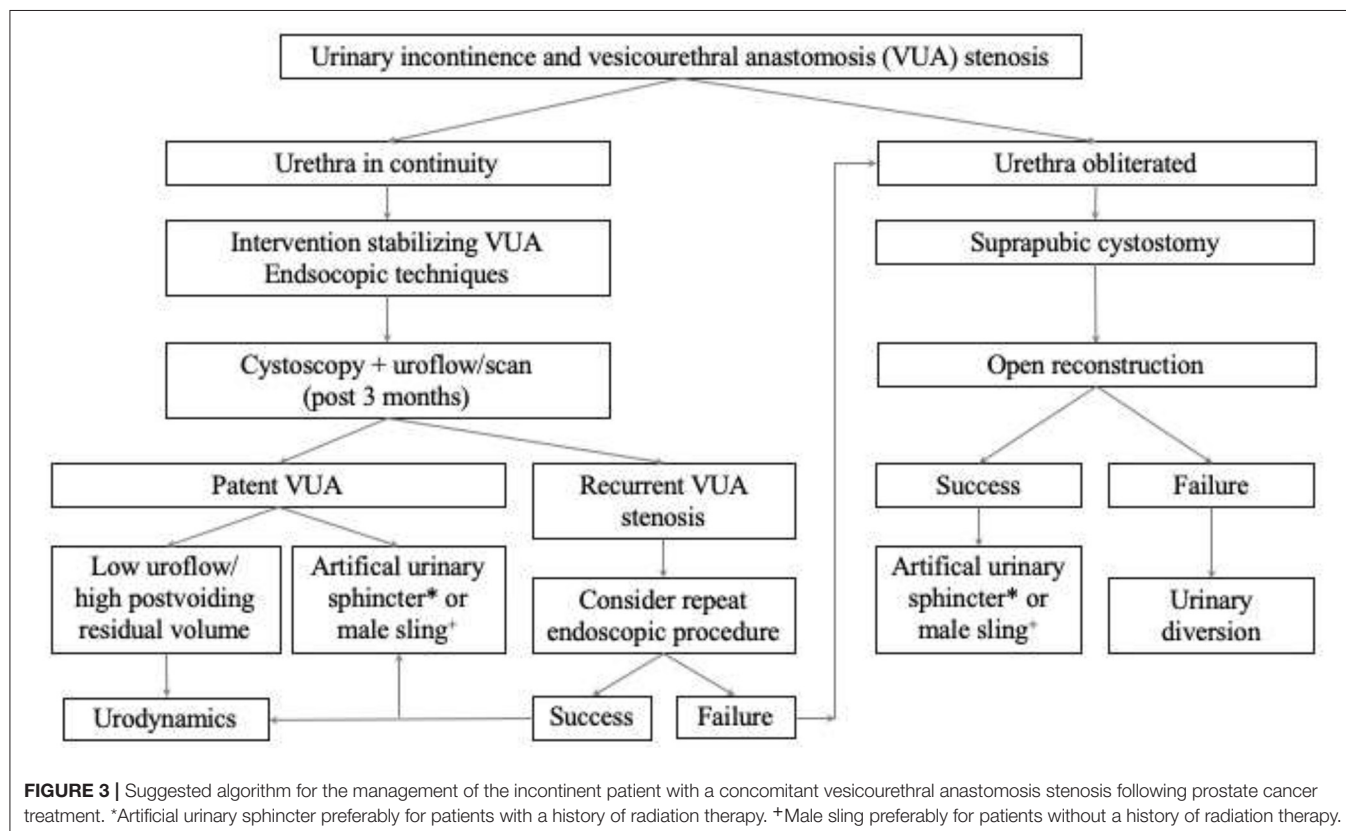 Urinary incontinence and vesicourethral anastomosis (VUA) stenosis
Urethra in continuity
Urethra obliterated
Intervention stabilizing VUA
Endsocopic techniques
Suprapubic cystostomy
Cystoscopy + uroflow/scan
(post 3 months)
Open reconstruction
Patent VUA
Recurrent VUA
stenosis
Success
Failure
Low uroflow/
high postvoiding
residual volume
Artifical urinary
sphincter* or
male sling+
Consider repeat
endoscopic procedure
Artifical urinary
sphincter* or
male sling+
Urinary
diversion
Urodynamics
Success
Failure
FIGURE 3 | Suggested algorithm for the management of the incontinent patient with a concomitant vesicourethral anastomosis stenosis following prostate cancer
treatment. *Artificial urinary sphincter preferably for patients with a history of radiation therapy. +Male sling preferably for patients without a history of radiation therapy.